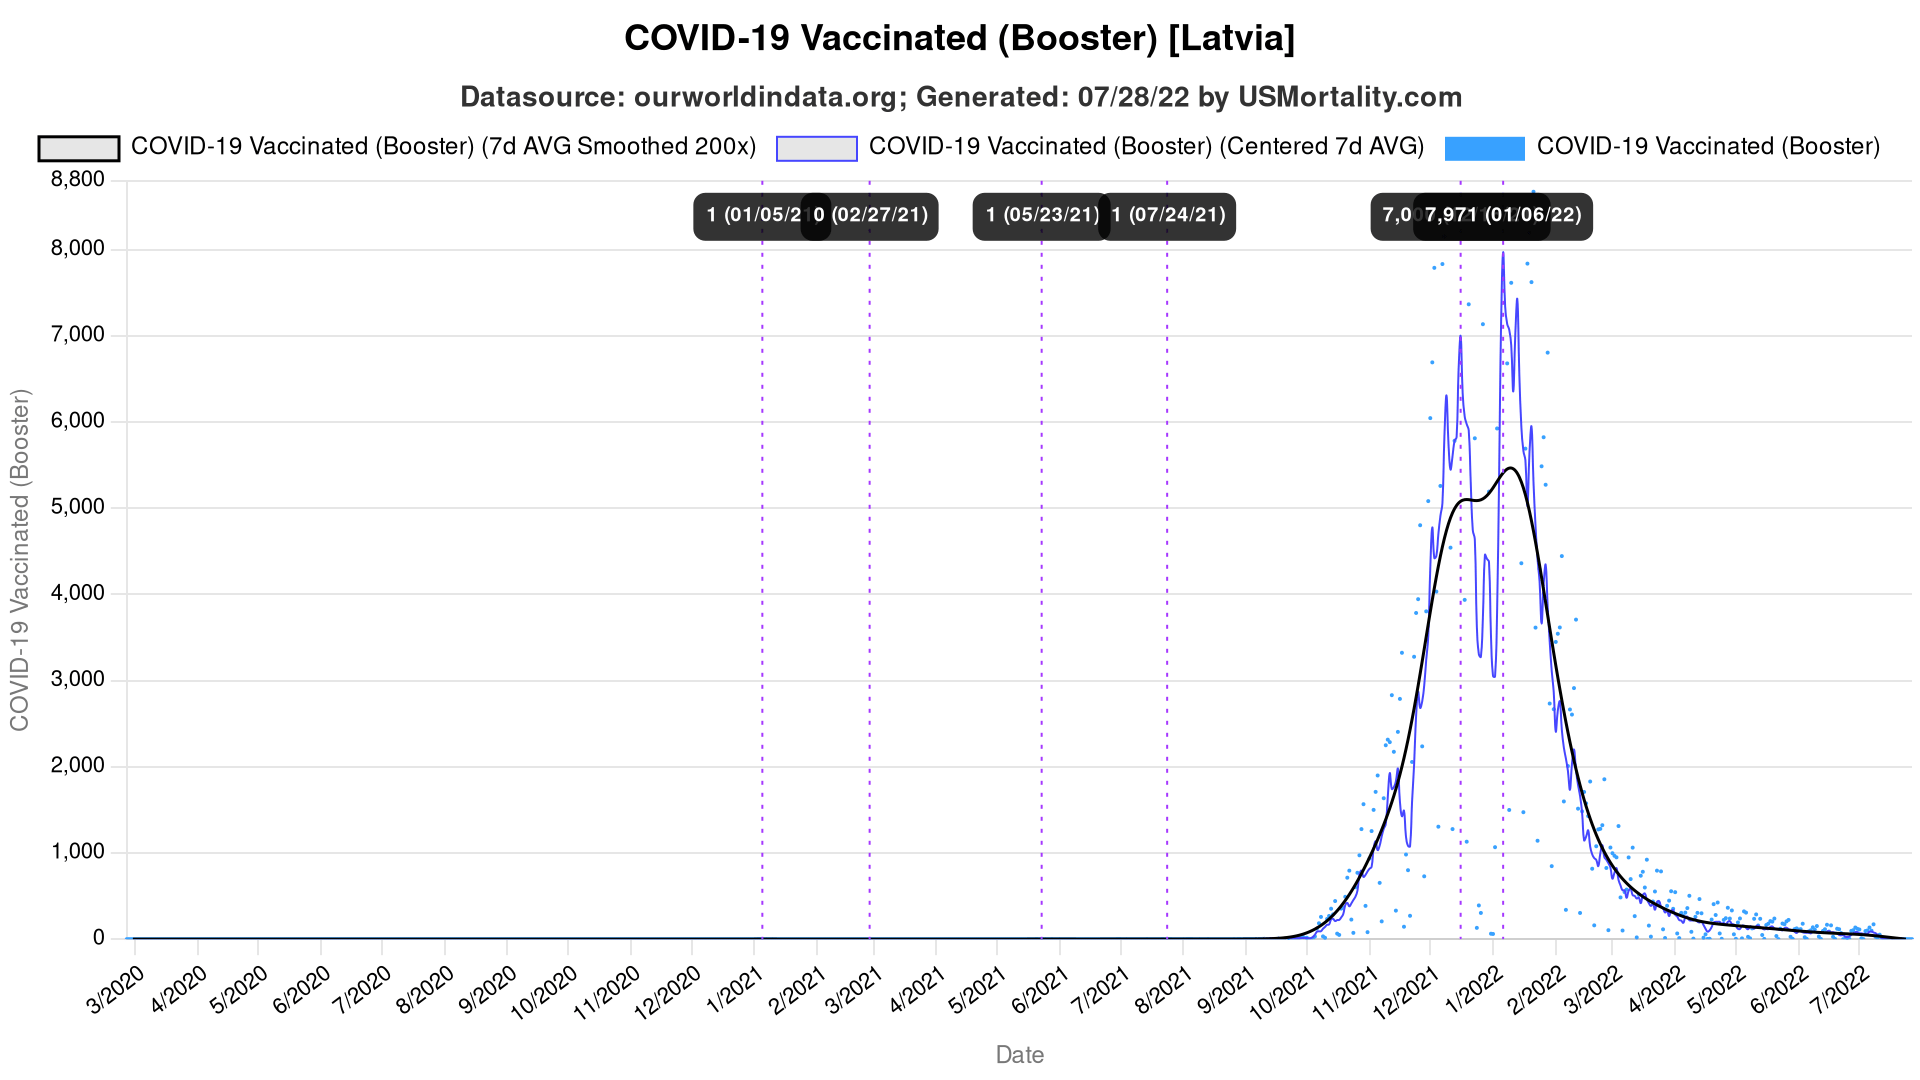 COVID-19 Vaccinated (Booster) [Latvia]
Datasource: ourworldindata.org; Generated: 07/28/22 by USMortality.com
COVID-19 Vaccinated (Booster) (7d AVG Smoothed 200x) COVID-19 Vaccinated (Booster) (Centered 7d AVG) COVID-19 Vaccinated (Booster)
8,800
1 (01/05/21) 0 (02/27/21) 1 (05/23/21) 1 (07/24/21) 7,971 (01/06/22)
8,000
7,000
6,000
5,000
4,000
3,000
2,000
1,000
0
COVID-19 Vaccinated (Booster)
3/2020 4/2020 5/2020 6/2020 7/2020 8/2020 9/2020 10/2020 11/2020 12/2020 1/2021 2/2021 3/2021 4/2021 5/2021 6/2021 7/2021 8/2021 9/2021 10/2021 11/2021 12/2021 1/2022 2/2022 3/2022 4/2022 5/2022 6/2022 7/2022
Date